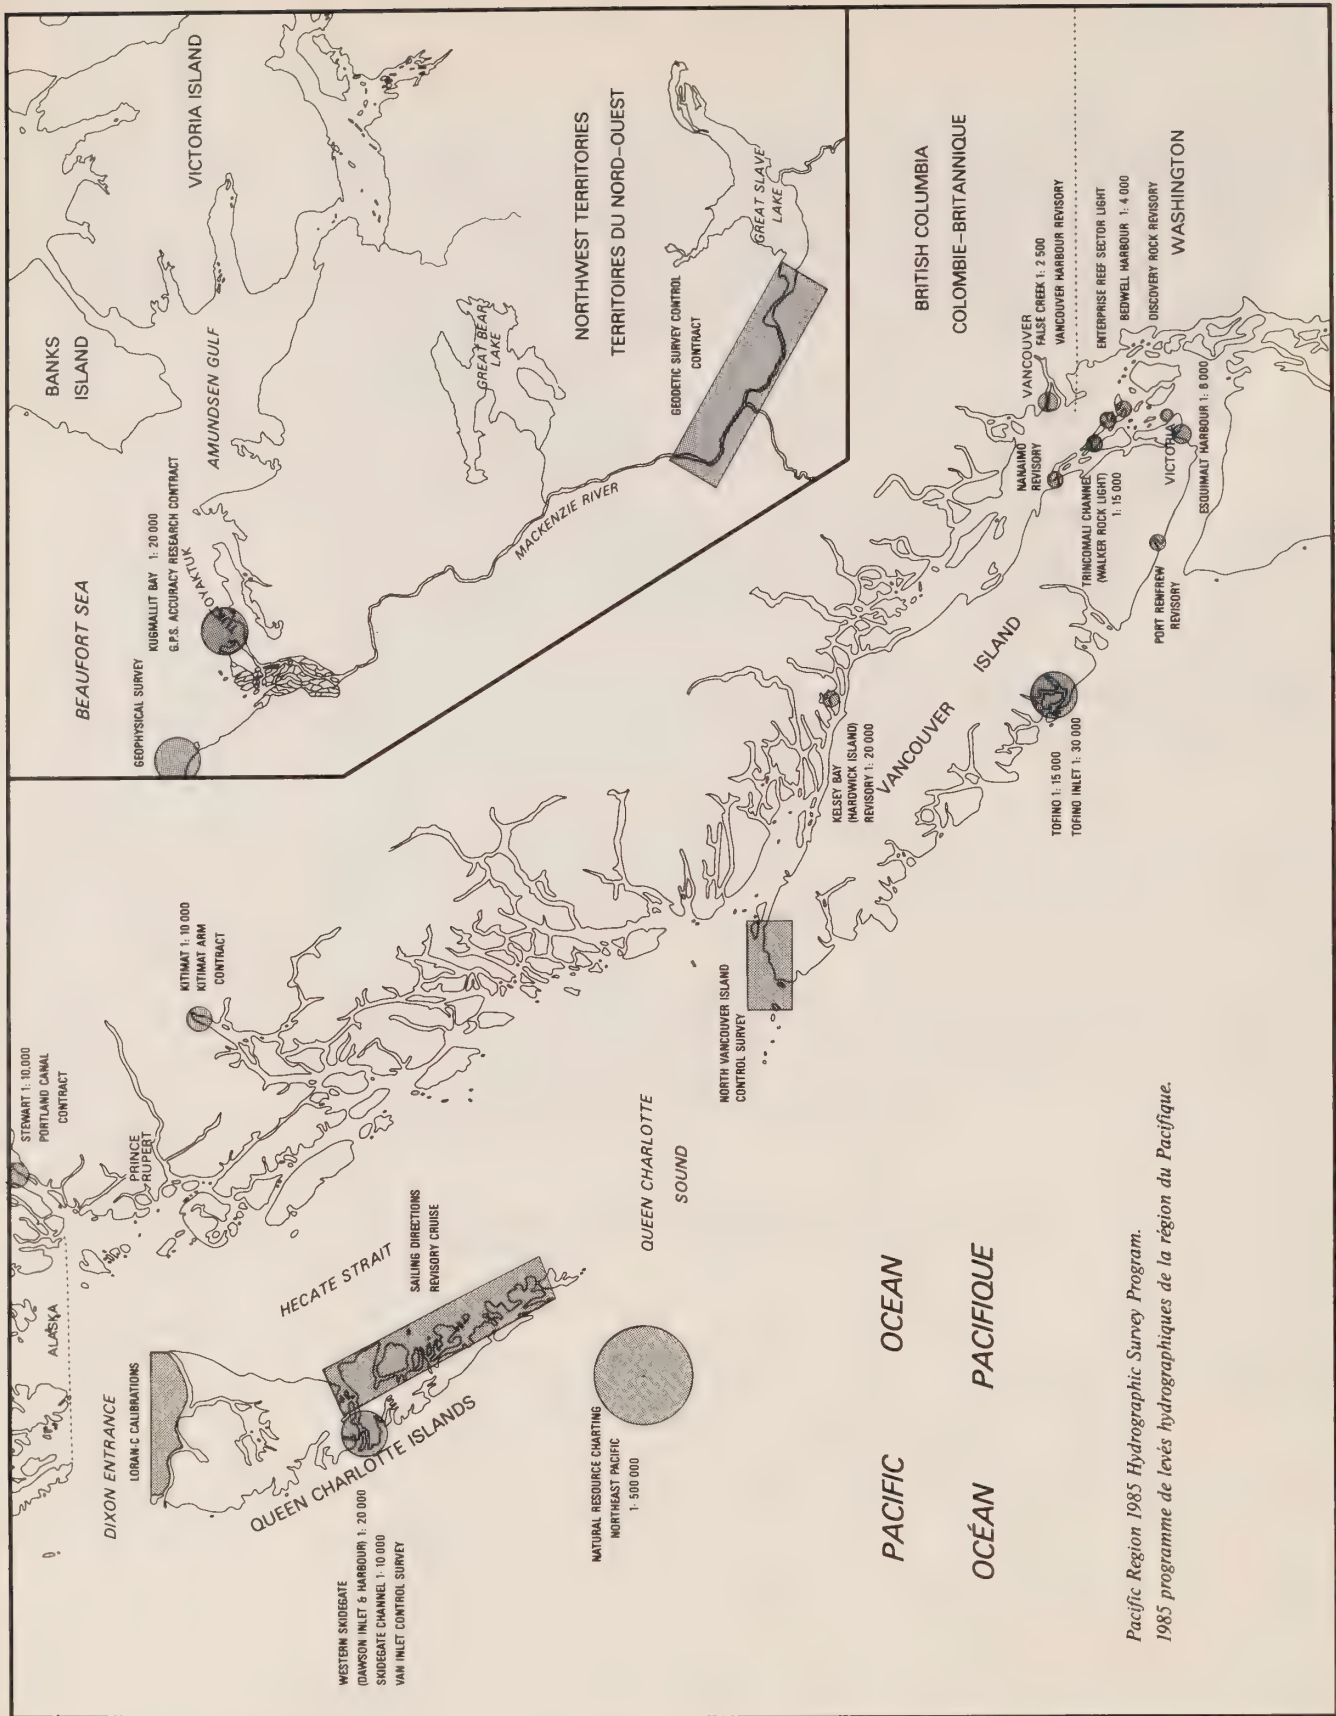 BEAUFORT SEA
BANKS
ISLAND
VICTORIA ISLAND
AMUNDSEN GULF
GEOPHYSICAL SURVEY
KUGMALLIT BAY 1: 20 000
G.P.S. ACCURACY RESEARCH CONTRACT
TUKTOYAKTUK
GREAT BEAR
LAKE
MACKENZIE RIVER
NORTHWEST TERRITORIES
TERRITOIRES DU NORD-OUEST
GEODETIC SURVEY CONTROL
CONTRACT
GREAT SLAVE
LAKE
STEWART 1: 10,000
PORTLAND CANAL
CONTRACT
KITIMAT 1: 10 000
KITIMAT ARM
CONTRACT
PRINCE
RUPERT
ALASKA
DIXON ENTRANCE
LORAN-C CALIBRATIONS
HECATE STRAIT
SAILING DIRECTIONS
REVISORY CRUISE
QUEEN CHARLOTTE ISLANDS
WESTERN SKIDEGATE
(DAWSON INLET & HARBOUR) 1: 20 000
SKIDEGATE CHANNEL 1: 10 000
VAN INLET CONTROL SURVEY
QUEEN CHARLOTTE
SOUND
NATURAL RESOURCE CHARTING
NORTHEAST PACIFIC
1: 500 000
NORTH VANCOUVER ISLAND
CONTROL SURVEY
KELSEY BAY
(HARDWICK ISLAND)
REVISORY 1: 20 000
VANCOUVER
ISLAND
TOFINO 1: 15 000
TOFINO INLET 1: 30 000
BRITISH COLUMBIA
COLOMBIE-BRITANNIQUE
VANCOUVER
FALSE CREEK 1: 2 500
VANCOUVER HARBOUR REVISORY
NANAIMO
REVISORY
ENTERPRISE REEF SECTOR LIGHT
BEDWELL HARBOUR 1: 4 000
DISCOVERY ROCK REVISORY
WASHINGTON
TRINCOMALI CHANNEL
(WALKER ROCK LIGHT)
1: 15 000
VICTORIA
ESQUIMALT HARBOUR 1: 8 000
PORT RENFREW
REVISORY
PACIFIC OCEAN
OCÉAN PACIFIQUE
Pacific Region 1985 Hydrographic Survey Program.
1985 programme de levés hydrographiques de la région du Pacifique.